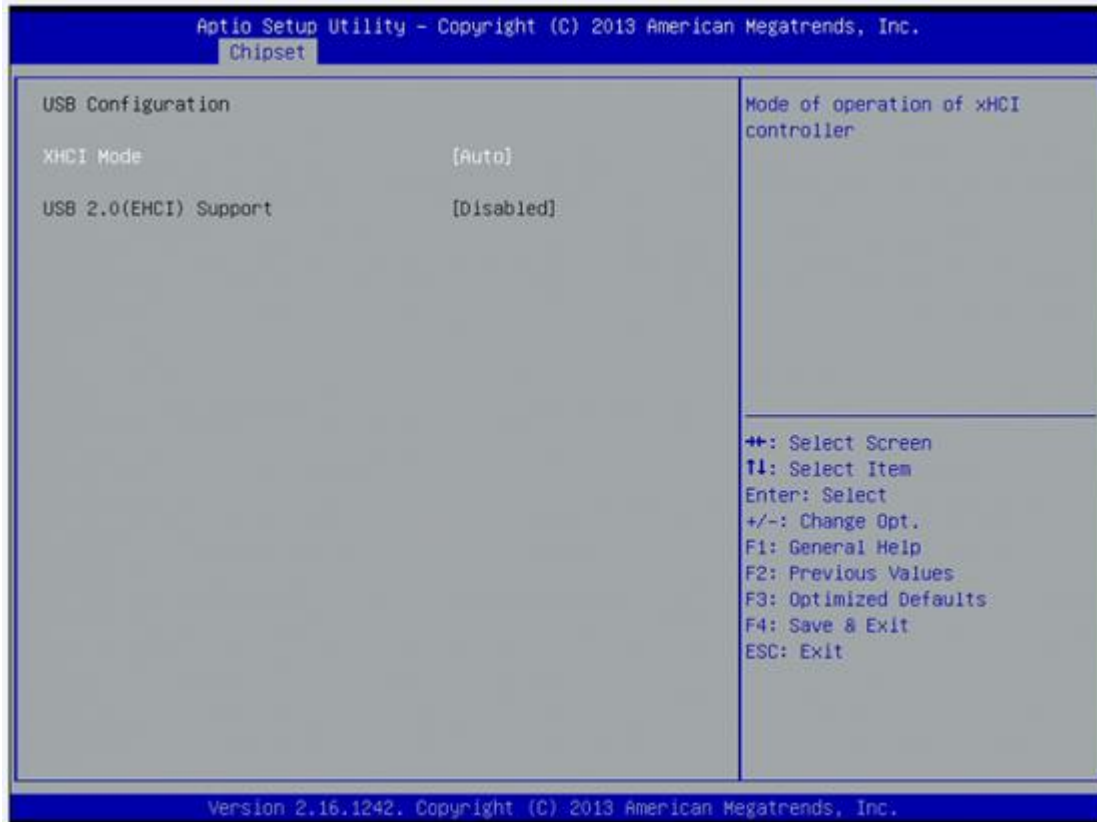 Aptio Setup Utility – Copyright (C) 2013 American Megatrends, Inc.
Chipset
USB Configuration
XHCI Mode [Auto]
USB 2.0(EHCI) Support [Disabled]
Mode of operation of xHCI
controller
→←: Select Screen
↑↓: Select Item
Enter: Select
+/-: Change Opt.
F1: General Help
F2: Previous Values
F3: Optimized Defaults
F4: Save & Exit
ESC: Exit
Version 2.16.1242. Copyright (C) 2013 American Megatrends, Inc.